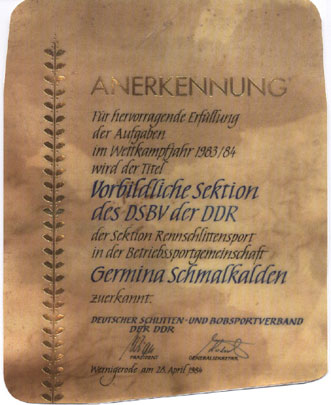 ANERKENNUNG
Für hervorragende Erfüllung
der Aufgaben
im Wettkampfjahr 1983/84
wird der Titel
Vorbildliche Sektion
des DSBV der DDR
der Sektion Rennschlittensport
in der Betriebssportgemeinschaft
Germina Schmalkalden
zuerkannt.
DEUTSCHER SCHLITTEN- UND BOBSPORTVERBAND
DER DDR
PRÄSIDENT GENERALSEKRETÄR
Wernigerode am 28. April 1984